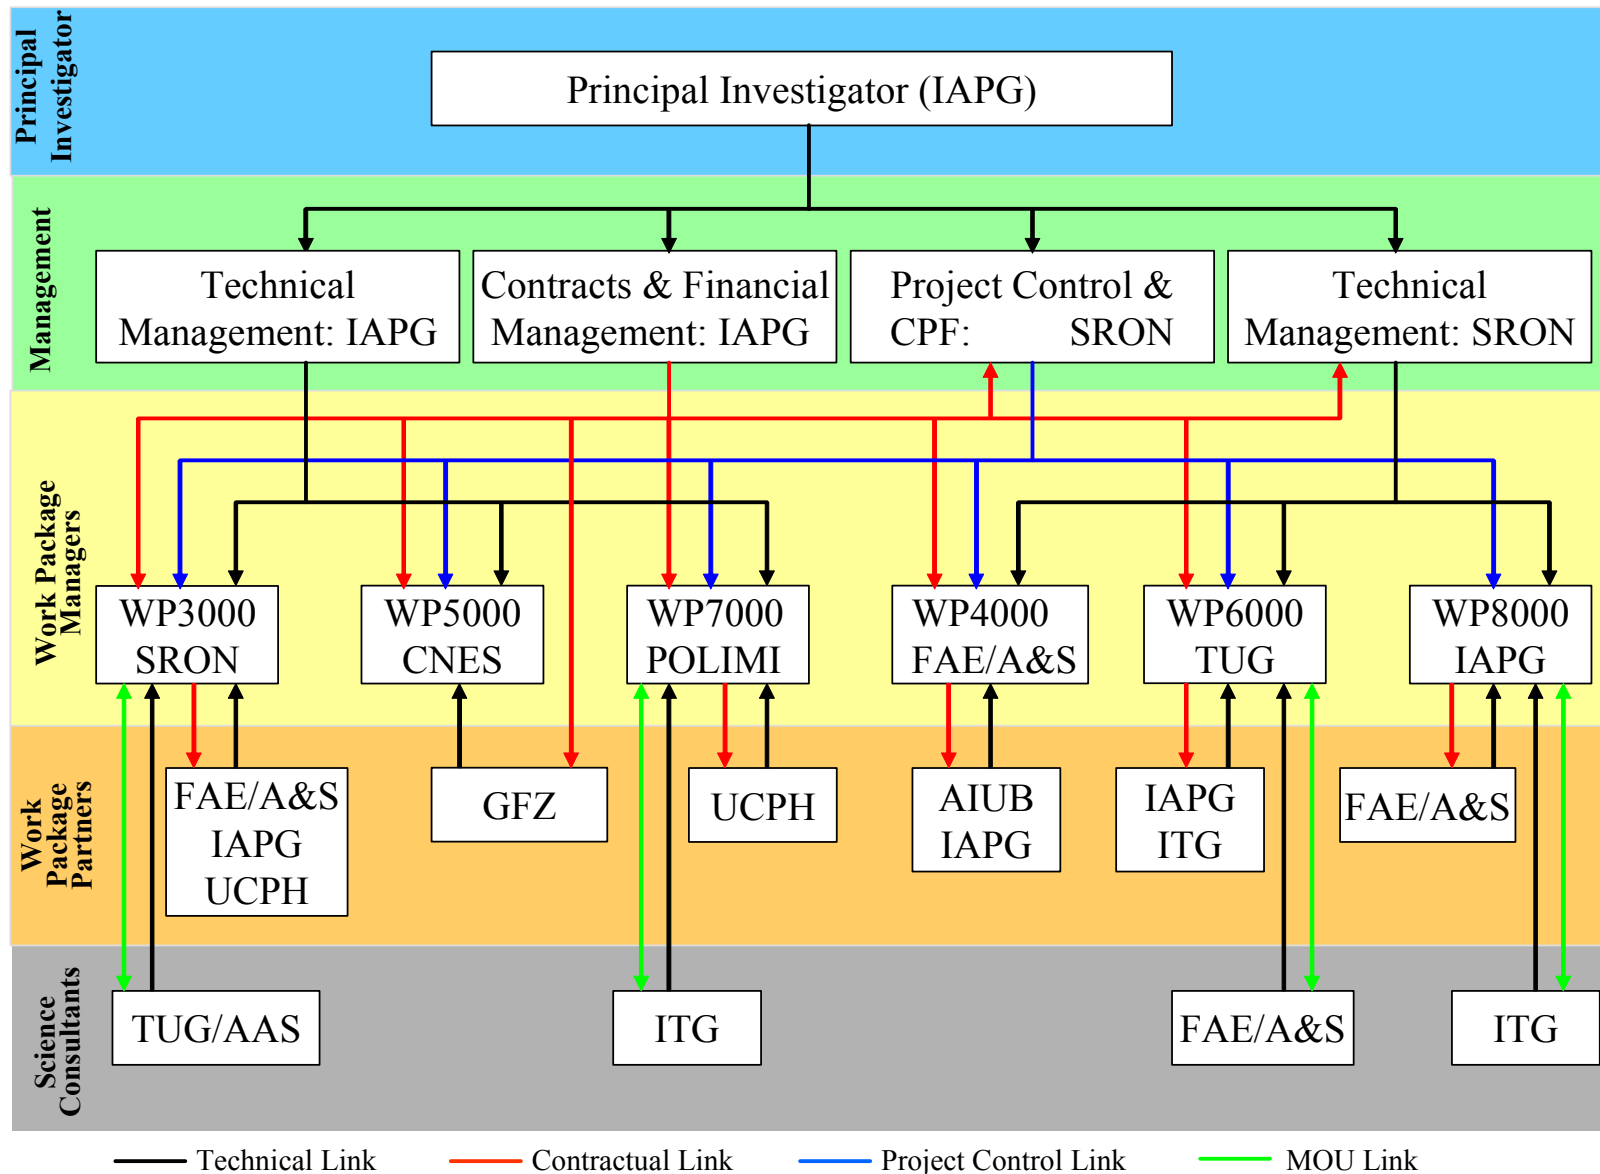 Principal
Investigator
Principal Investigator (IAPG)
Management
Technical
Management: IAPG
Contracts & Financial
Management: IAPG
Project Control &
CPF: SRON
Technical
Management: SRON
Work Package
Managers
WP3000
SRON
WP5000
CNES
WP7000
POLIMI
WP4000
FAE/A&S
WP6000
TUG
WP8000
IAPG
Work
Package
Partners
FAE/A&S
IAPG
UCPH
GFZ
UCPH
AIUB
IAPG
IAPG
ITG
FAE/A&S
Science
Consultants
TUG/AAS
ITG
FAE/A&S
ITG
Technical Link
Contractual Link
Project Control Link
MOU Link